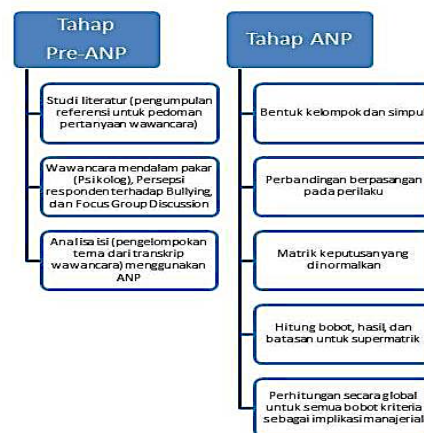 Tahap
Pre-ANP
Studi literatur (pengumpulan
referensi untuk pedoman
pertanyaan wawancara)
Wawancara mendalam pakar
(Psikolog), Persepsi
responden terhadap Bullying,
dan Focus Group Discussion
Analisa isi (pengelompokan
tema dari transkrip
wawancara) menggunakan
ANP
Tahap ANP
Bentuk kelompok dan simpul
Perbandingan berpasangan
pada perilaku
Matrik keputusan yang
dinormalkan
Hitung bobot, hasil, dan
batasan untuk supermatrik
Perhitungan secara global
untuk semua bobot kriteria
sebagai implikasi manajerial